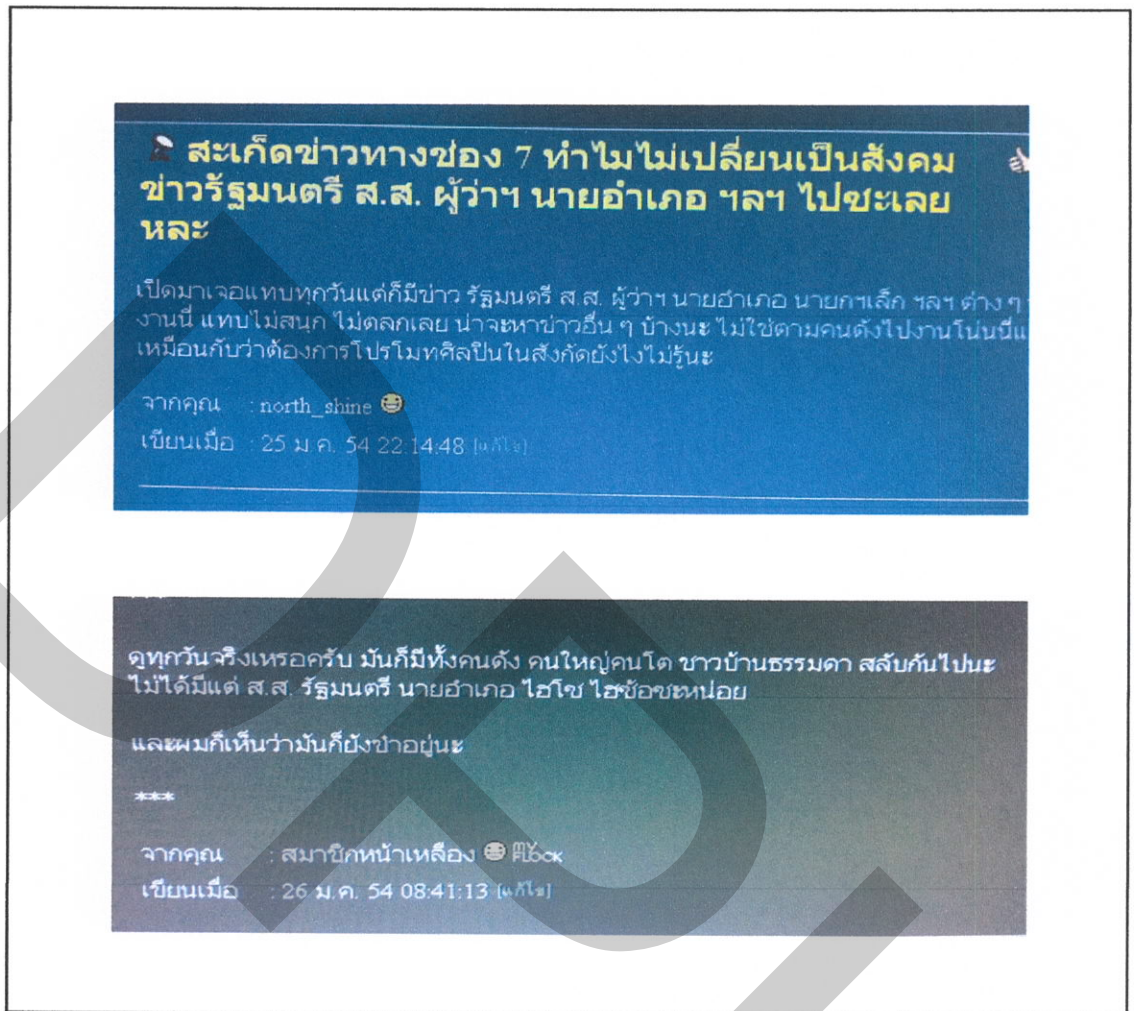 สะเก็ดข่าวทางช่อง 7 ทำไมไม่เปลี่ยนเป็นสังคม
ข่าวรัฐมนตรี ส.ส. ผู้ว่าฯ นายอำเภอ ฯลฯ ไปซะเลย
หละ
เปิดมาเจอแทบทุกวันแต่ก็มีข่าว รัฐมนตรี ส.ส. ผู้ว่าฯ นายอำเภอ นายกฯเล็ก ฯลฯ ต่าง ๆ
งานนี่ แทบไม่สนุก ไม่ตลกเลย น่าจะหาข่าวอื่น ๆ บ้างนะ ไม่ใช่ตามคนดังไปงานโน่นนี่
เหมือนกับว่าต้องการโปรโมทศิลปินในสังกัดยังไงไม่รู้นะ
จากคุณ : north_shine
เขียนเมื่อ : 25 ม.ค. 54 22:14:48 [แก้ไข]
ดูทุกวันจริงเหรอครับ มันก็มีทั้งคนดัง คนใหญ่คนโต ชาวบ้านธรรมดา สลับกันไปนะ
ไม่ได้มีแต่ ส.ส. รัฐมนตรี นายอำเภอ ไฮโซ ไฮซ้อซะหน่อย
และผมก็เห็นว่ามันก็ยังขำอยู่นะ
***
จากคุณ : สมาชิกหน้าเหลือง MY FLOCK
เขียนเมื่อ : 26 ม.ค. 54 08:41:13 [แก้ไข]